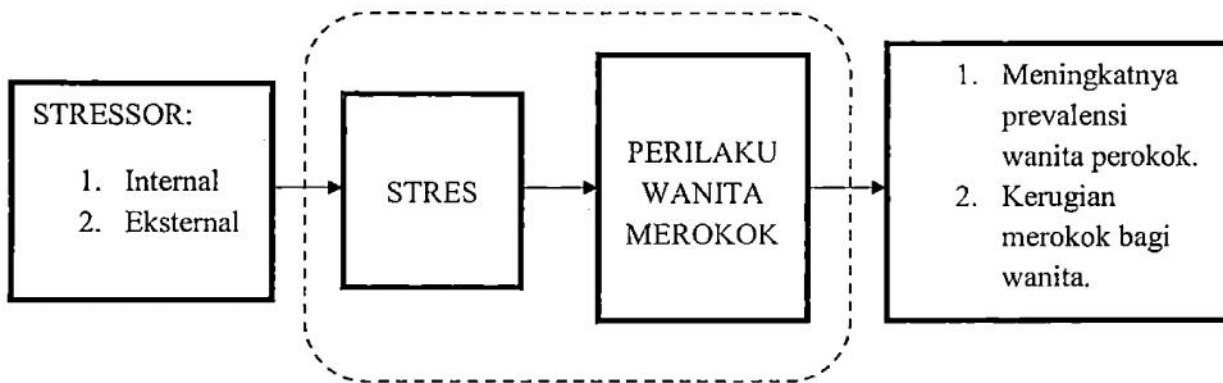 STRESSOR:
1. Internal
2. Eksternal
STRES
PERILAKU
WANITA
MEROKOK
1. Meningkatnya
prevalensi
wanita perokok.
2. Kerugian
merokok bagi
wanita.